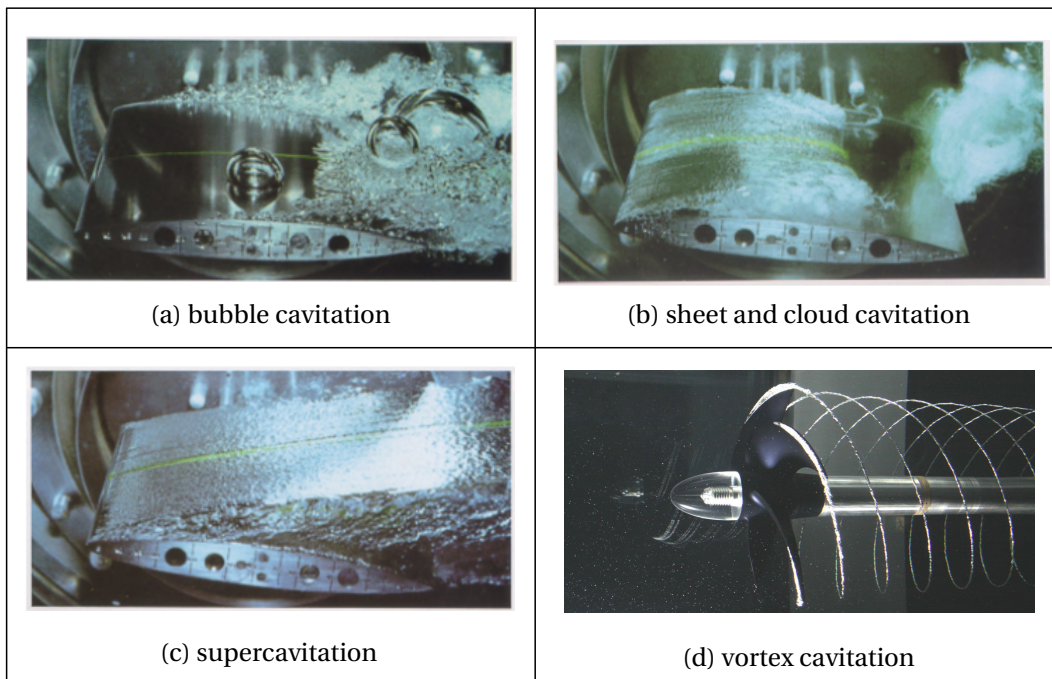 (a) bubble cavitation
(b) sheet and cloud cavitation
(c) supercavitation
(d) vortex cavitation